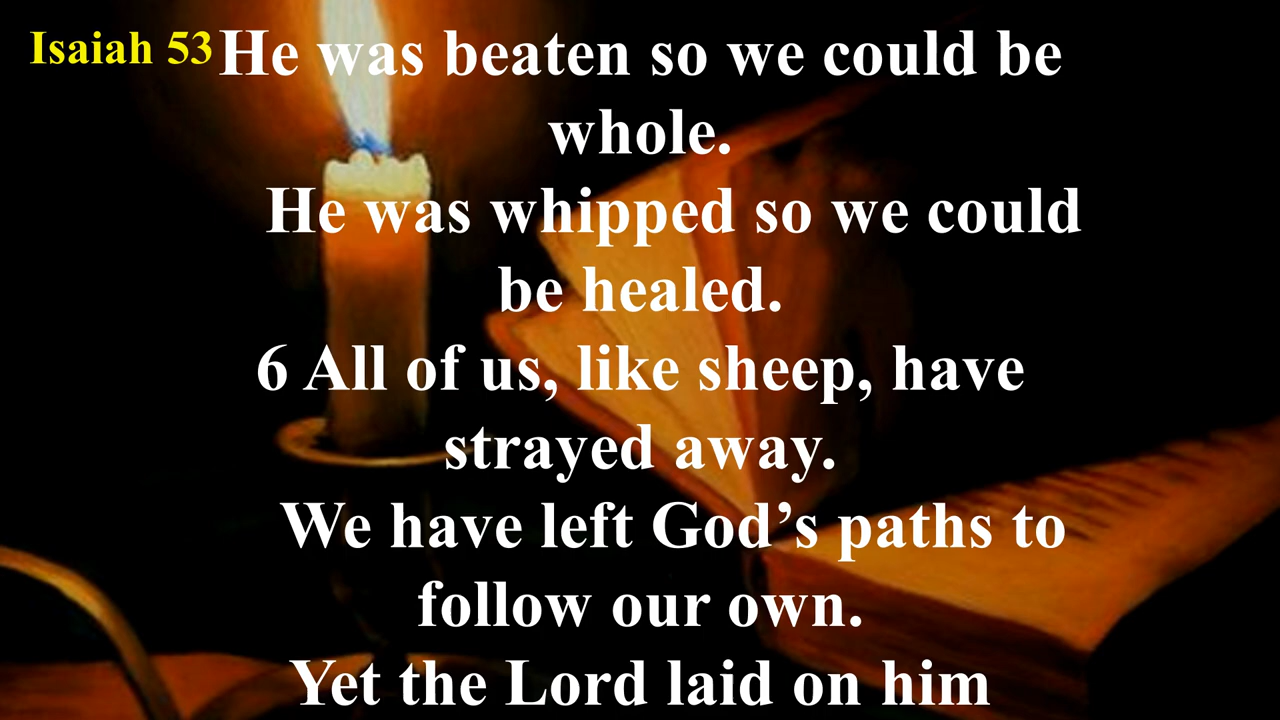 Isaiah 53
He was beaten so we could be
whole.
He was whipped so we could
be healed.
6 All of us, like sheep, have
strayed away.
We have left God’s paths to
follow our own.
Yet the Lord laid on him